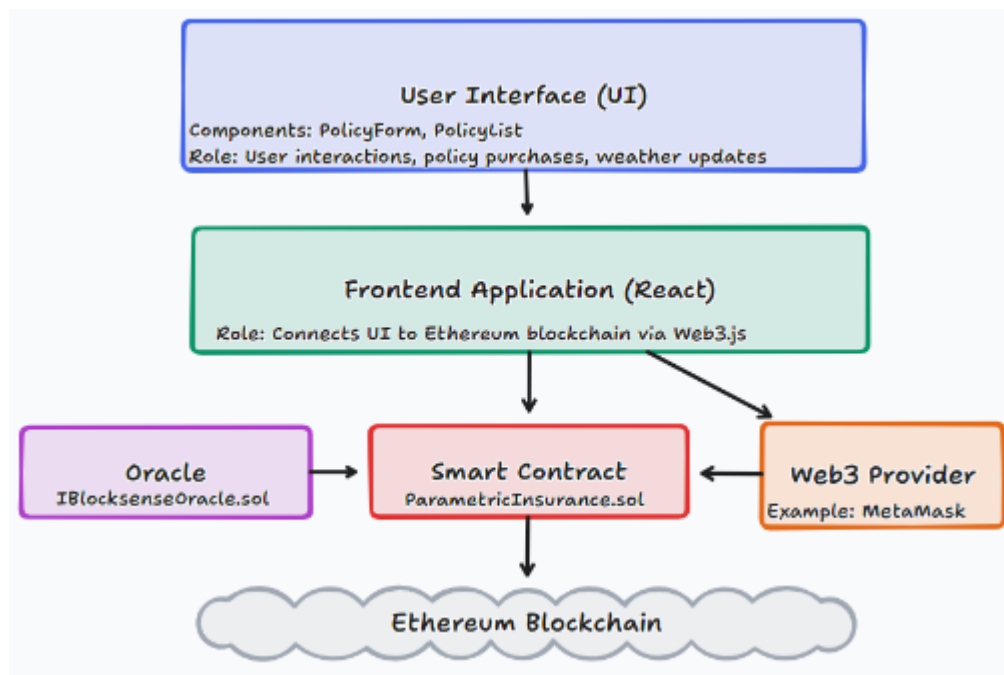 User Interface (UI)
Components: PolicyForm, PolicyList
Role: User interactions, policy purchases, weather updates
Frontend Application (React)
Role: Connects UI to Ethereum blockchain via Web3.js
Oracle
IBlocksenseOracle.sol
Smart Contract
ParametricInsurance.sol
Web3 Provider
Example: MetaMask
Ethereum Blockchain